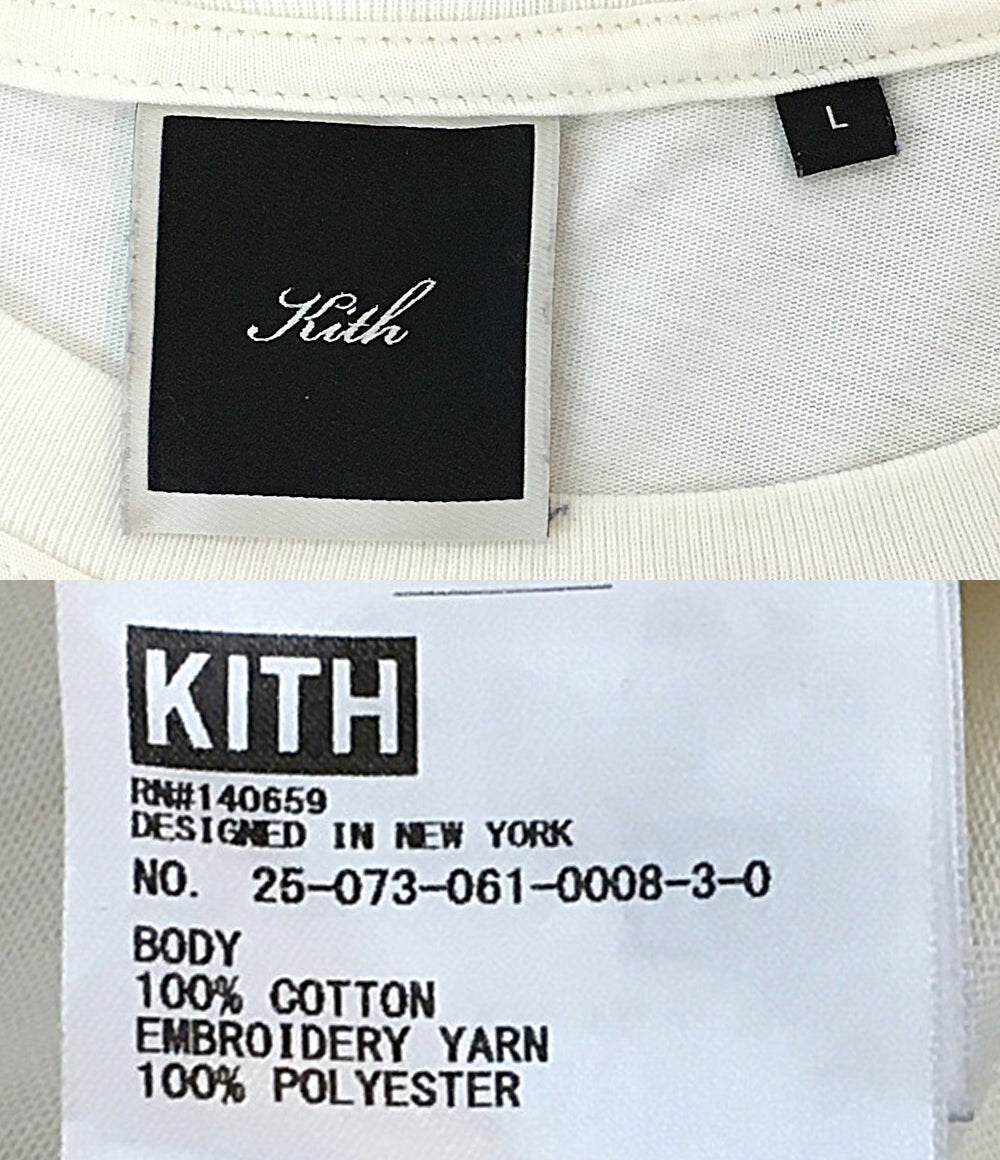 Kith
L
KITH
RN#140659
DESIGNED IN NEW YORK
NO. 25-073-061-0008-3-0
BODY
100% COTTON
EMBROIDERY YARN
100% POLYESTER